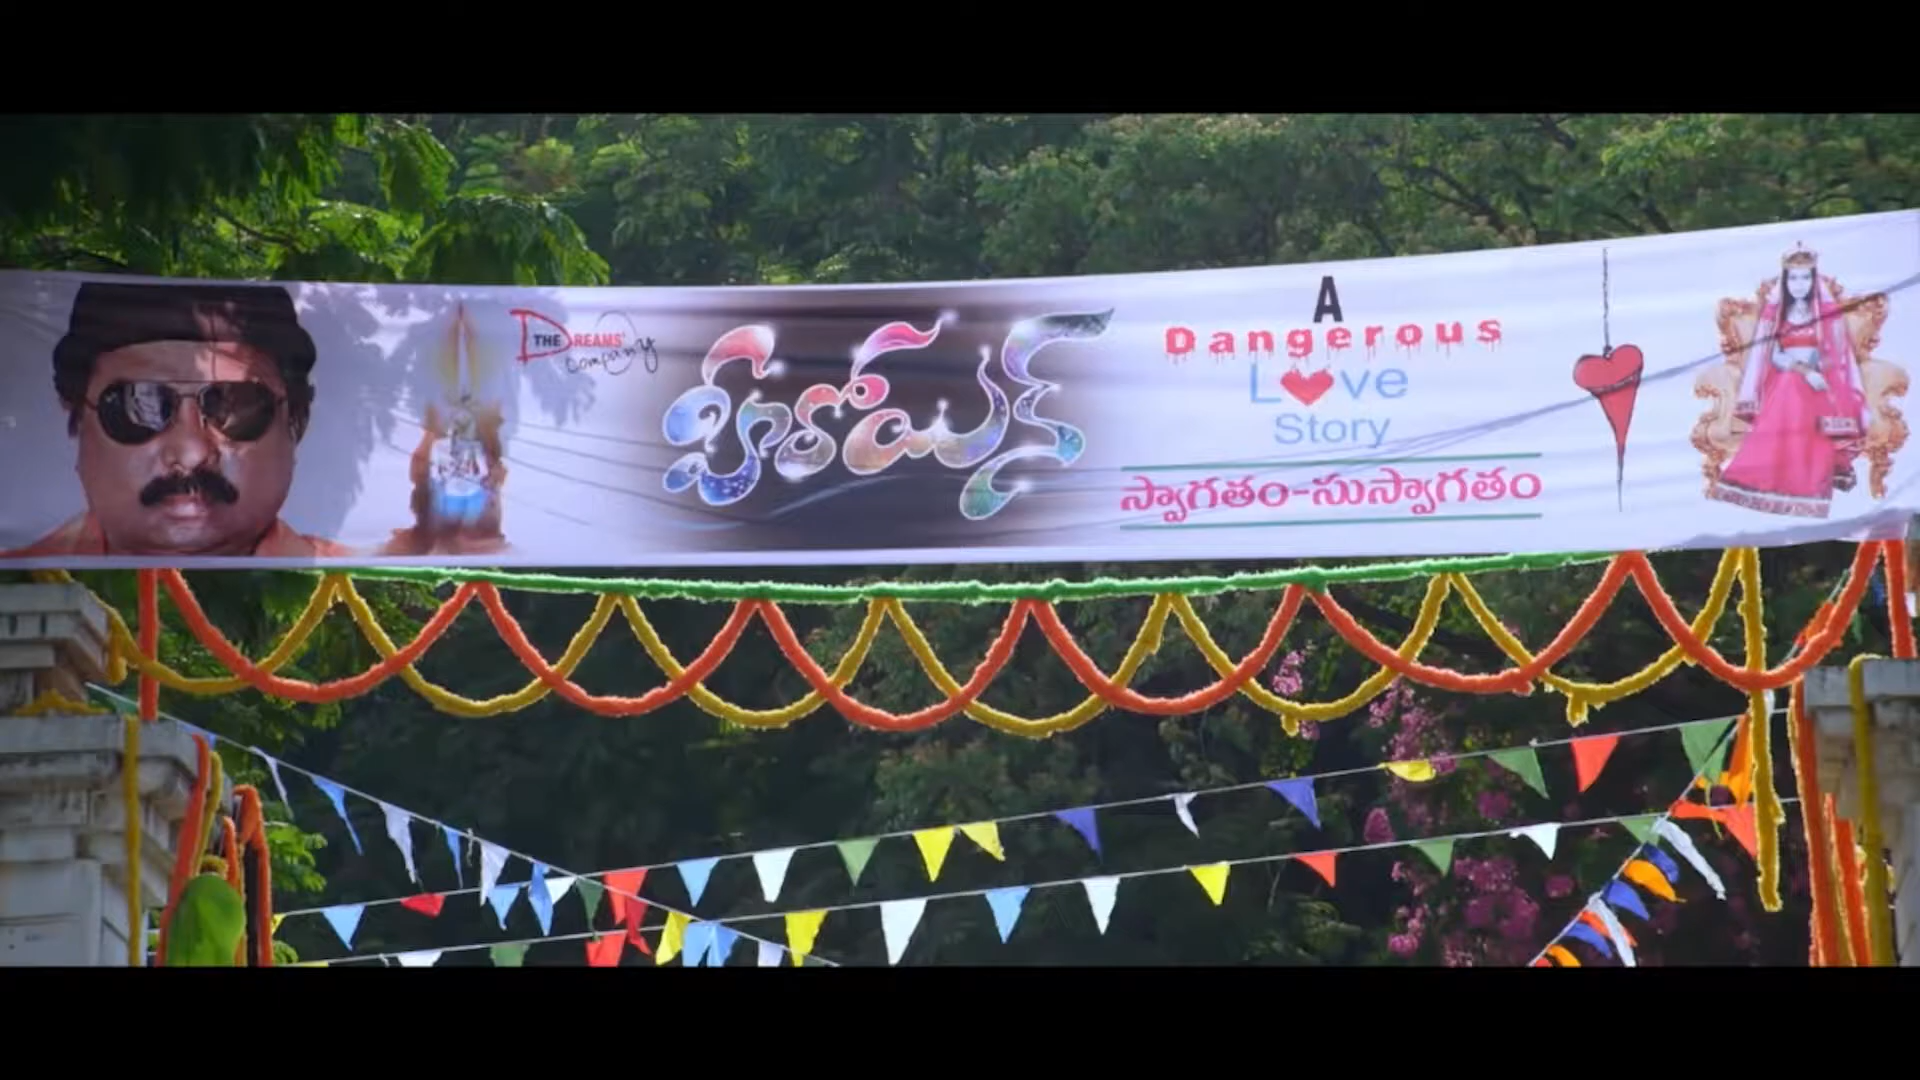 THE DREAMS'
company
హీరోయిన్
A
Dangerous
Love
Story
స్వాగతం-సుస్వాగతం